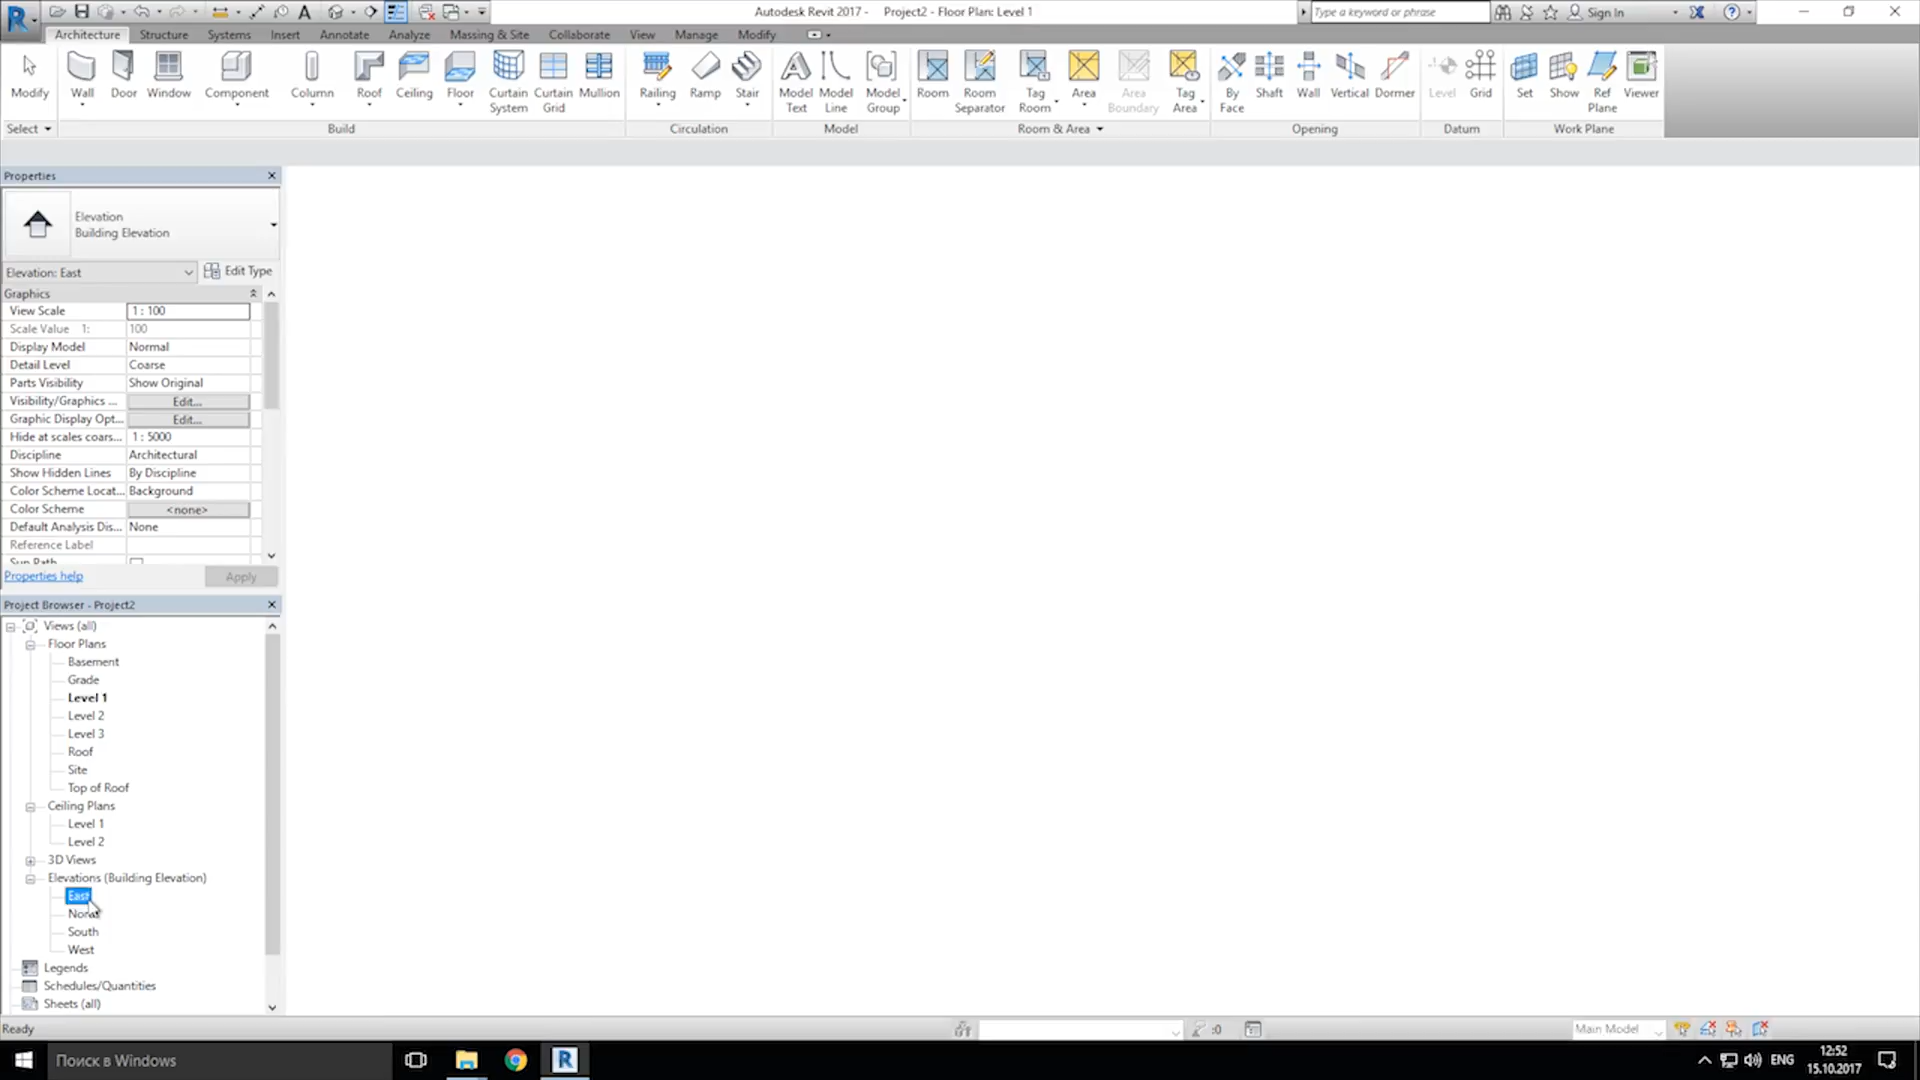 Autodesk Revit 2017 - Project2 - Floor Plan: Level 1
Type a keyword or phrase
Sign In
Architecture Structure Systems Insert Annotate Analyze Massing & Site Collaborate View Manage Modify
Modify Wall Door Window Component Column Roof Ceiling Floor Curtain System Curtain Grid Mullion Railing Ramp Stair Model Text Model Line Model Group Room Room Separator Tag Room Area Area Boundary Tag Area By Face Shaft Wall Vertical Dormer Level Grid Set Show Ref Plane Viewer
Select Build Circulation Model Room & Area Opening Datum Work Plane
Properties
Elevation
Building Elevation
Elevation: East Edit Type
Graphics
View Scale 1 : 100
Scale Value 1: 100
Display Model Normal
Detail Level Coarse
Parts Visibility Show Original
Visibility/Graphics ... Edit...
Graphic Display Opt... Edit...
Hide at scales coars... 1 : 5000
Discipline Architectural
Show Hidden Lines By Discipline
Color Scheme Locat... Background
Color Scheme <none>
Default Analysis Dis... None
Reference Label
Sun Path
Properties help Apply
Project Browser - Project2
Views (all)
Floor Plans
Basement
Grade
Level 1
Level 2
Level 3
Roof
Site
Top of Roof
Ceiling Plans
Level 1
Level 2
3D Views
Elevations (Building Elevation)
East
South
West
Legends
Schedules/Quantities
Sheets (all)
Ready
:0
Main Model
Поиск в Windows
ENG
12:52
15.10.2017